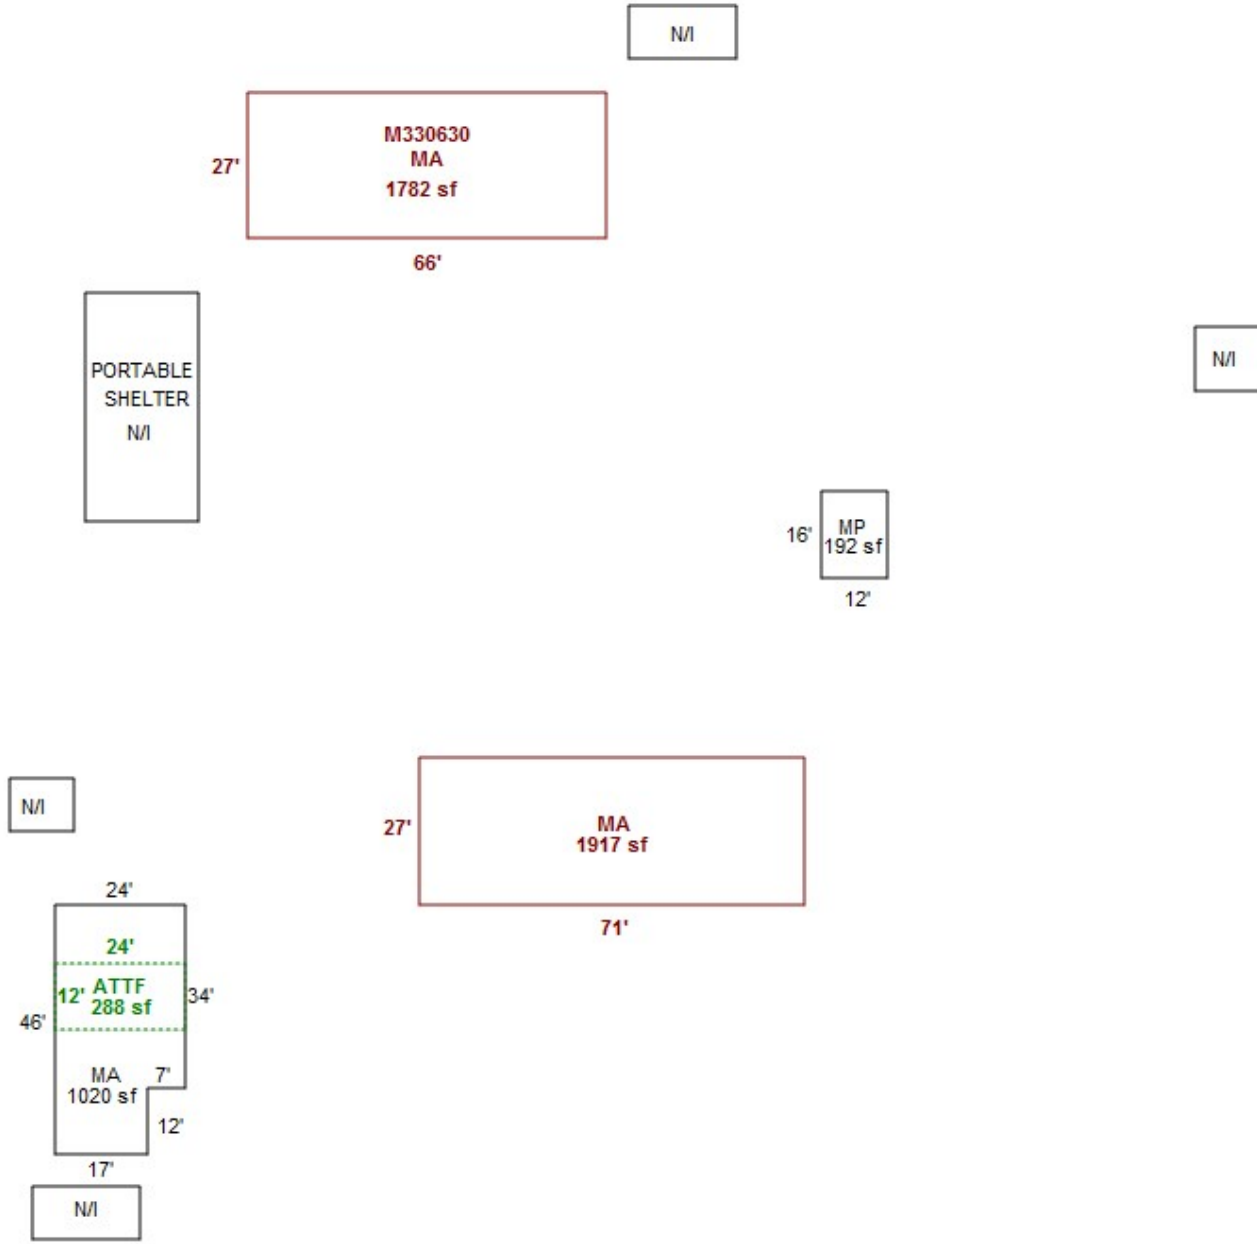 N/I
M330630
MA
1782 sf
27'
66'
PORTABLE
SHELTER
N/I
N/I
16'
MP
192 sf
12'
N/I
27'
MA
1917 sf
71'
24'
24'
12'
ATTF
288 sf
34'
46'
MA
1020 sf
7'
12'
17'
N/I